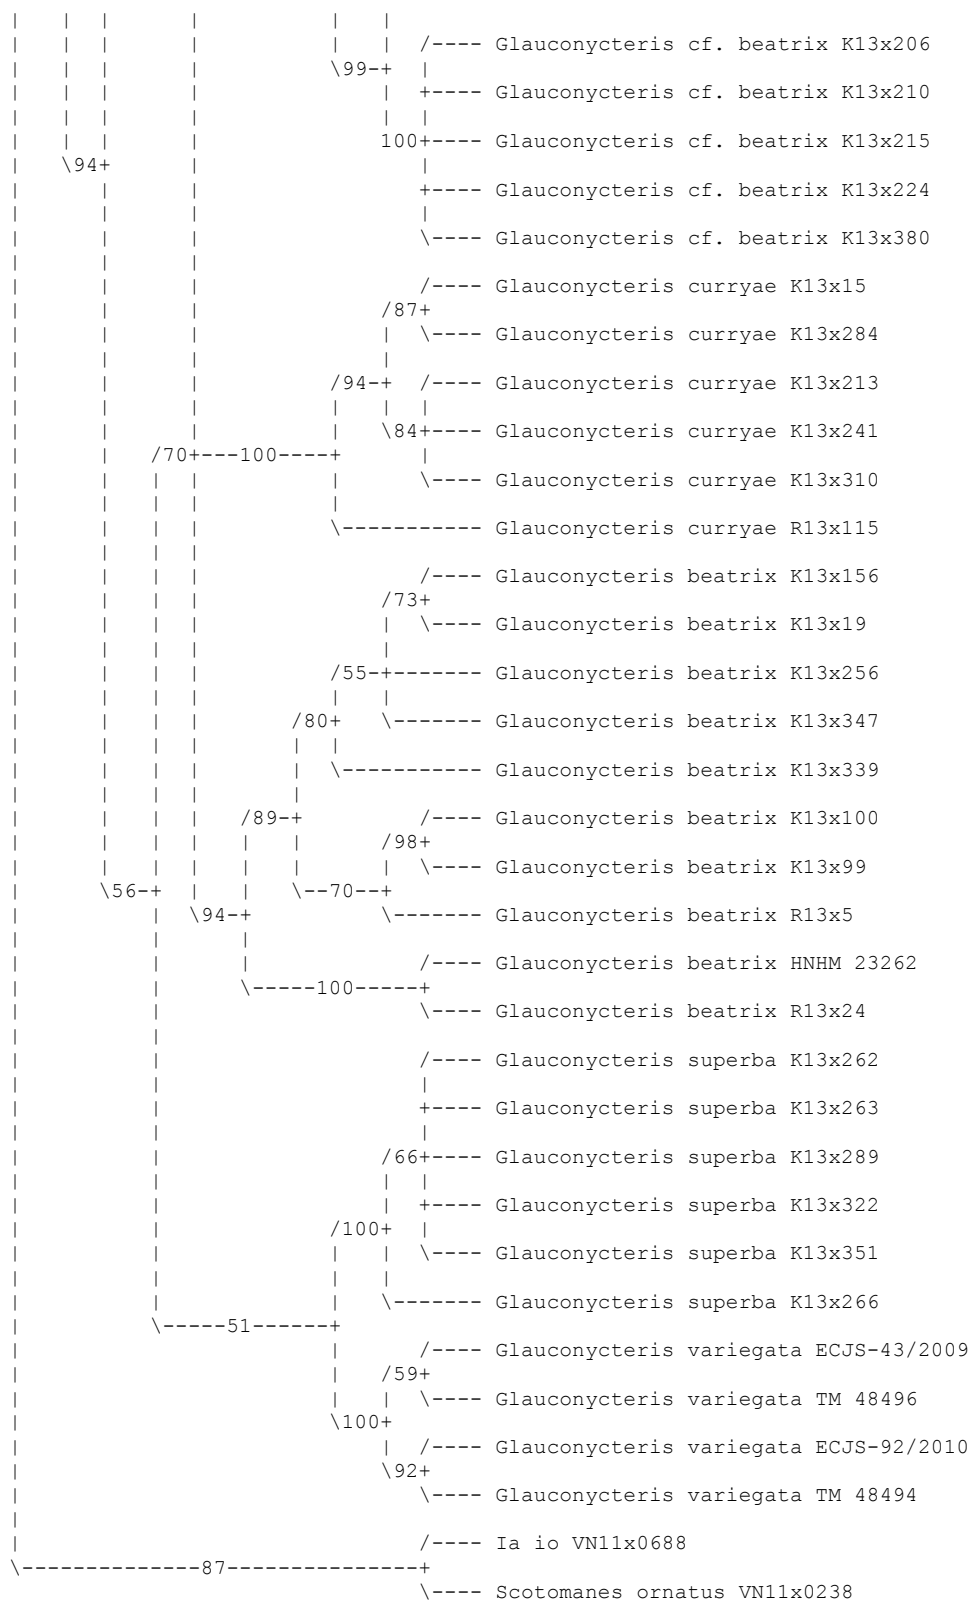 /---- Glauconycteris cf. beatrix K13x206
\99-+
+---- Glauconycteris cf. beatrix K13x210
100+---- Glauconycteris cf. beatrix K13x215
\94+
+---- Glauconycteris cf. beatrix K13x224
\---- Glauconycteris cf. beatrix K13x380
/---- Glauconycteris curryae K13x15
/87+
\---- Glauconycteris curryae K13x284
/94-+ /---- Glauconycteris curryae K13x213
\84+---- Glauconycteris curryae K13x241
/70+---100----+
\---- Glauconycteris curryae K13x310
\----------- Glauconycteris curryae R13x115
/---- Glauconycteris beatrix K13x156
/73+
\---- Glauconycteris beatrix K13x19
/55-+------- Glauconycteris beatrix K13x256
/80+ \------- Glauconycteris beatrix K13x347
\----------- Glauconycteris beatrix K13x339
/89-+ /---- Glauconycteris beatrix K13x100
/98+
\---- Glauconycteris beatrix K13x99
\56-+ \--70--+
\94-+ \------- Glauconycteris beatrix R13x5
/---- Glauconycteris beatrix HNHM 23262
\-----100-----+
\---- Glauconycteris beatrix R13x24
/---- Glauconycteris superba K13x262
+---- Glauconycteris superba K13x263
/66+---- Glauconycteris superba K13x289
+---- Glauconycteris superba K13x322
/100+
\---- Glauconycteris superba K13x351
\------- Glauconycteris superba K13x266
\-----51------+
/---- Glauconycteris variegata ECJS-43/2009
/59+
\---- Glauconycteris variegata TM 48496
\100+
/---- Glauconycteris variegata ECJS-92/2010
\92+
\---- Glauconycteris variegata TM 48494
/---- Ia io VN11x0688
\---------------87----------------+
\---- Scotomanes ornatus VN11x0238